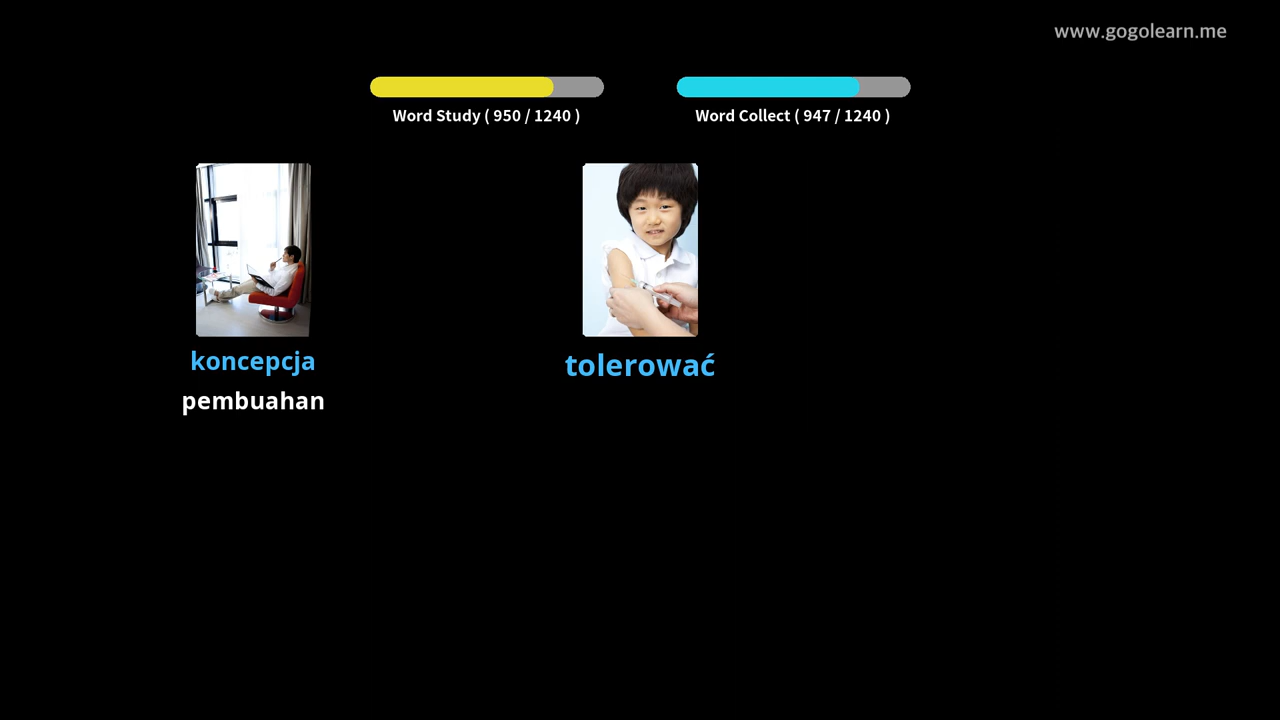 www.gogolearn.me
Word Study ( 950 / 1240 )
Word Collect ( 947 / 1240 )
koncepcja
pembuahan
tolerować